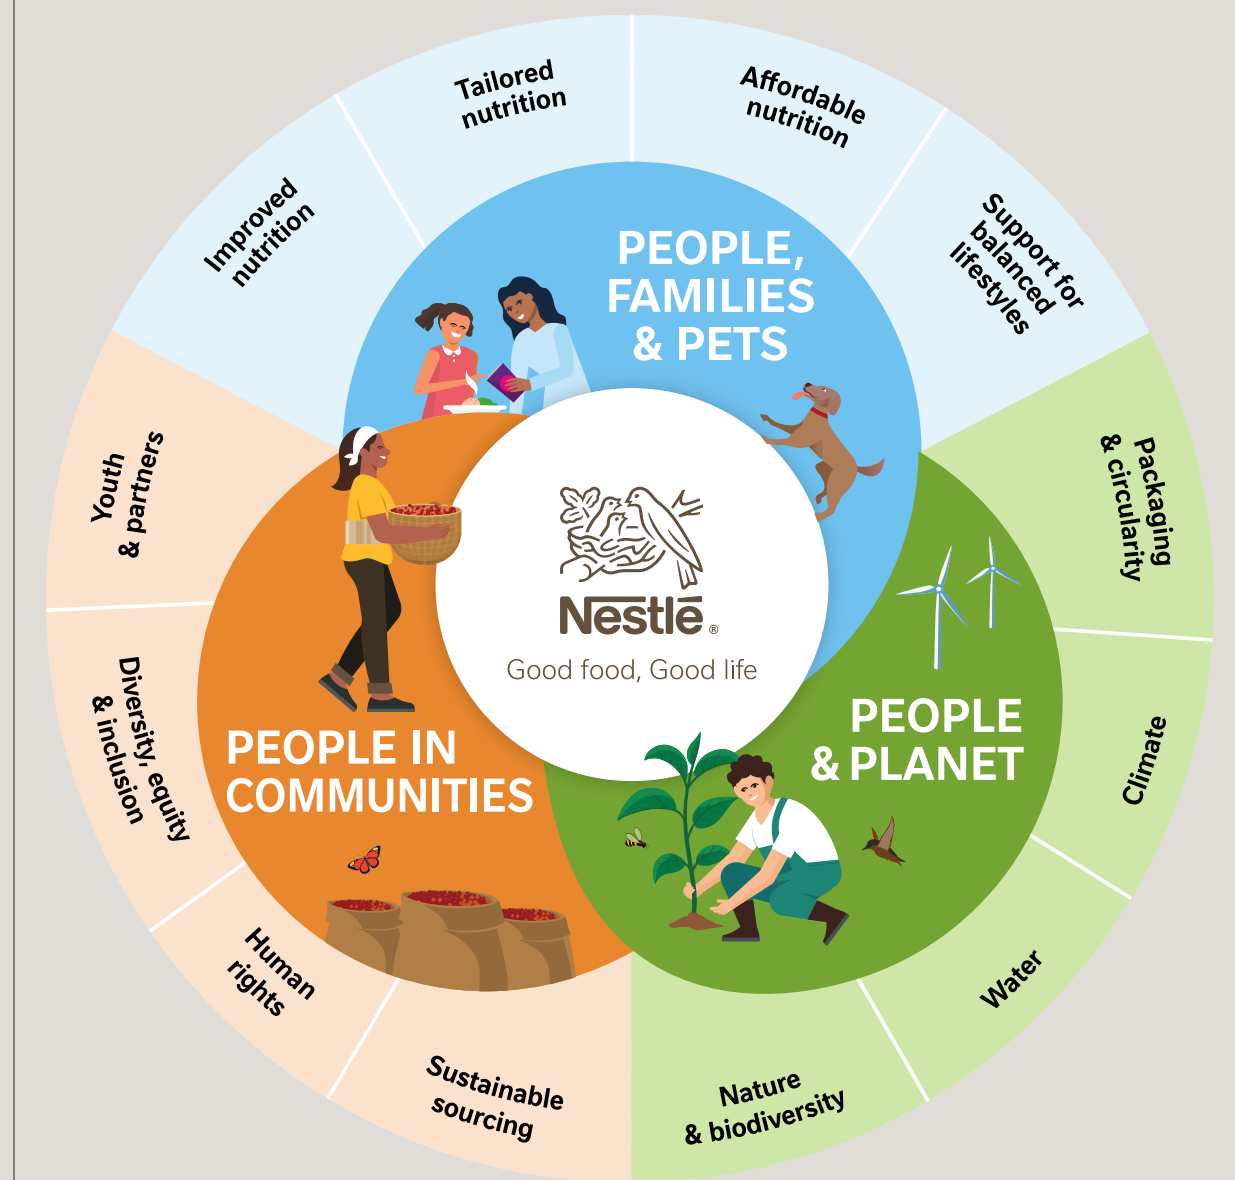 Tailored
nutrition
Affordable
nutrition
Improved
nutrition
Support for
balanced
lifestyles
PEOPLE,
FAMILIES
& PETS
Youth
& partners
Packaging
& circularity
Nestlé®
Good food, Good life
Diversity, equity
& inclusion
PEOPLE IN
COMMUNITIES
PEOPLE
& PLANET
Climate
Human
rights
Water
Sustainable
sourcing
Nature
& biodiversity